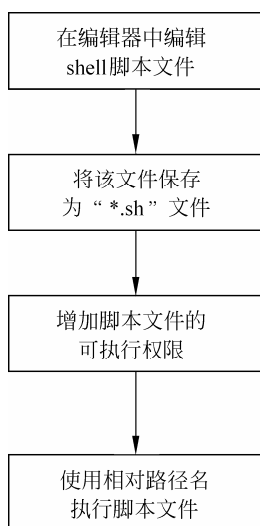 在编辑器中编辑
shell脚本文件
将该文件保存
为“*.sh”文件
增加脚本文件的
可执行权限
使用相对路径名
执行脚本文件